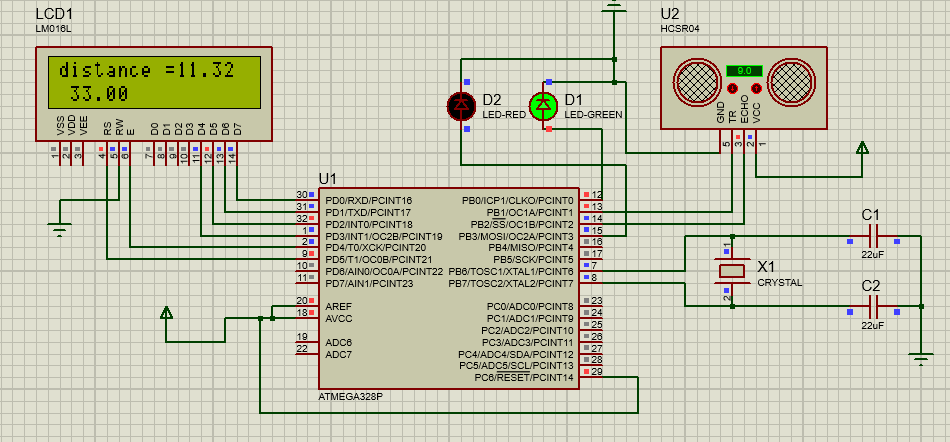 LCD1
LM016L
distance =11.32
33.00
VSS
VDD
VEE
RS
RW
E
D0
D1
D2
D3
D4
D5
D6
D7
1
2
3
4
5
6
7
8
9
10
11
12
13
14
D2
LED-RED
D1
LED-GREEN
U2
HCSR04
9.0
GND
TR
ECHO
VCC
5
4
3
2
1
U1
30 PD0/RXD/PCINT16
31 PD1/TXD/PCINT17
32 PD2/INT0/PCINT18
1 PD3/INT1/OC2B/PCINT19
2 PD4/T0/XCK/PCINT20
9 PD5/T1/OC0B/PCINT21
10 PD6/AIN0/OC0A/PCINT22
11 PD7/AIN1/PCINT23
20 AREF
18 AVCC
19 ADC6
22 ADC7
PB0/ICP1/CLKO/PCINT0 12
PB1/OC1A/PCINT1 13
PB2/SS/OC1B/PCINT2 14
PB3/MOSI/OC2A/PCINT3 15
PB4/MISO/PCINT4 16
PB5/SCK/PCINT5 17
PB6/TOSC1/XTAL1/PCINT6 7
PB7/TOSC2/XTAL2/PCINT7 8
PC0/ADC0/PCINT8 23
PC1/ADC1/PCINT9 24
PC2/ADC2/PCINT10 25
PC3/ADC3/PCINT11 26
PC4/ADC4/SDA/PCINT12 27
PC5/ADC5/SCL/PCINT13 28
PC6/RESET/PCINT14 29
ATMEGA328P
X1
CRYSTAL
1
2
C1
22uF
C2
22uF